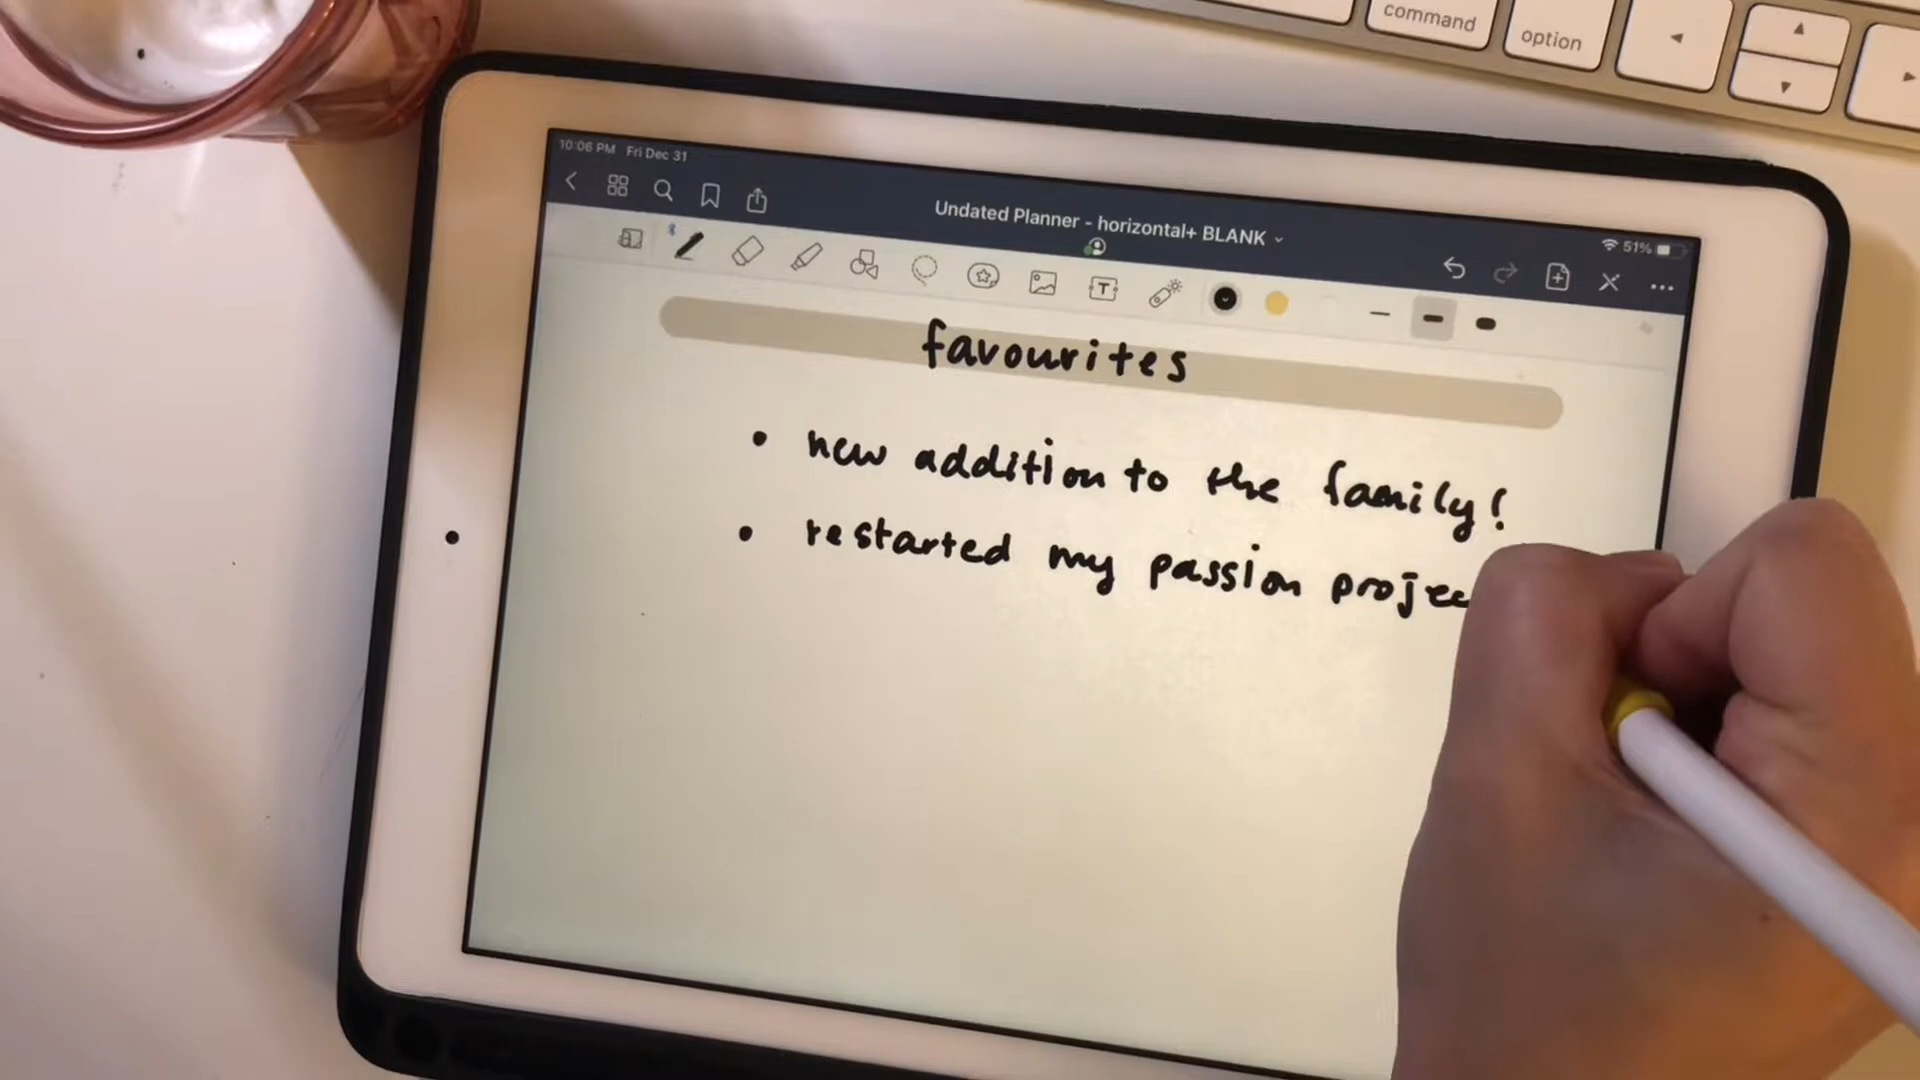 command
option
10:06 PM Fri Dec 31
Undated Planner - horizontal+ BLANK
51%
favourites
• new addition to the family!
• restarted my passion projec